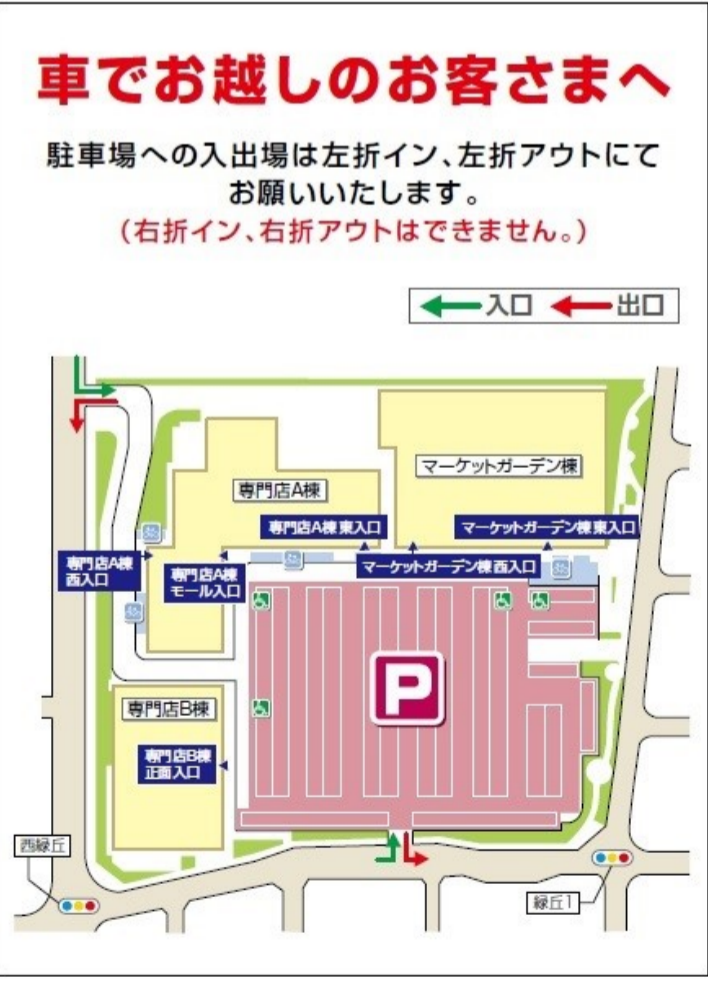 車でお越しのお客さまへ
駐車場への入出場は左折イン、左折アウトにて
お願いいたします。
（右折イン、右折アウトはできません。）
入口 出口
マーケットガーデン棟
専門店A棟
専門店A棟東入口
マーケットガーデン棟東入口
専門店A棟
西入口
専門店A棟
モール入口
マーケットガーデン棟西入口
P
専門店B棟
専門店B棟
正面入口
西緑丘
緑丘1